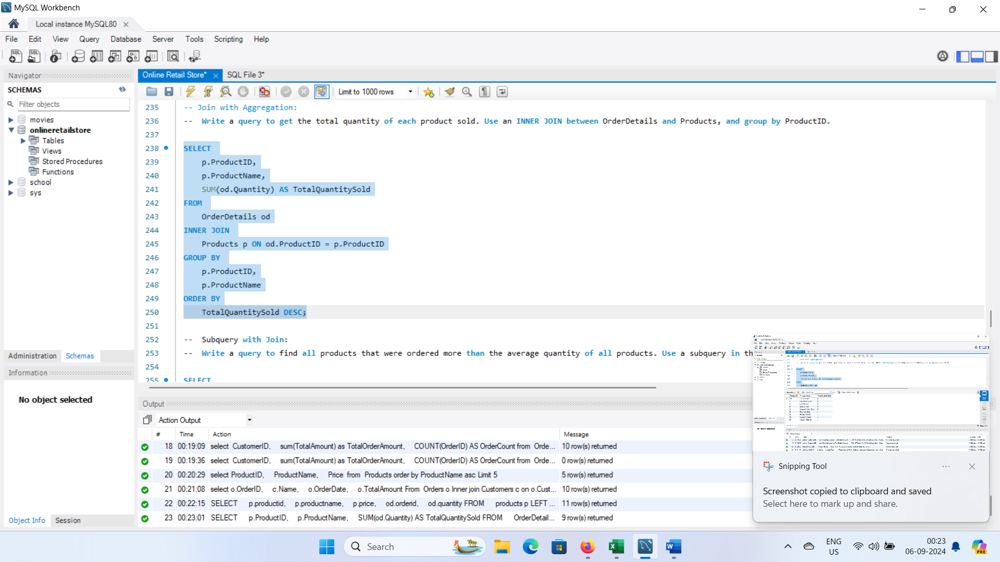 MySQL Workbench
Local instance MySQL80
File Edit View Query Database Server Tools Scripting Help
Navigator
SCHEMAS
Filter objects
movies
onlineretailstore
Tables
Views
Stored Procedures
Functions
school
sys
Administration Schemas
Information
No object selected
Object Info Session
Online Retail Store* SQL File 3*
Limit to 1000 rows
235 -- Join with Aggregation:
236 -- Write a query to get the total quantity of each product sold. Use an INNER JOIN between OrderDetails and Products, and group by ProductID.
237
238 SELECT
239 p.ProductID,
240 p.ProductName,
241 SUM(od.Quantity) AS TotalQuantitySold
242 FROM
243 OrderDetails od
244 INNER JOIN
245 Products p ON od.ProductID = p.ProductID
246 GROUP BY
247 p.ProductID,
248 p.ProductName
249 ORDER BY
250 TotalQuantitySold DESC;
251
252 -- Subquery with Join:
253 -- Write a query to find all products that were ordered more than the average quantity of all products. Use a subquery in th
254
255 SELECT
Output
Action Output
# Time Action Message
18 00:19:09 select CustomerID, sum(TotalAmount) as TotalOrderAmount, COUNT(OrderID) AS OrderCount from Orde... 10 row(s) returned
19 00:19:36 select CustomerID, sum(TotalAmount) as TotalOrderAmount, COUNT(OrderID) AS OrderCount from Orde... 0 row(s) returned
20 00:20:29 select ProductID, ProductName, Price from Products order by ProductName asc Limit 5 5 row(s) returned
21 00:21:08 select o.OrderID, c.Name, o.OrderDate, o.TotalAmount From Orders o Inner join Customers c on o.Cust... 10 row(s) returned
22 00:22:15 SELECT p.productid, p.productname, p.price, od.orderid, od.quantity FROM products p LEFT ... 11 row(s) returned
23 00:23:01 SELECT p.ProductID, p.ProductName, SUM(od.Quantity) AS TotalQuantitySold FROM OrderDetail... 9 row(s) returned
Snipping Tool
Screenshot copied to clipboard and saved
Select here to mark up and share.
Search
ENG
US
00:23
06-09-2024
PRE